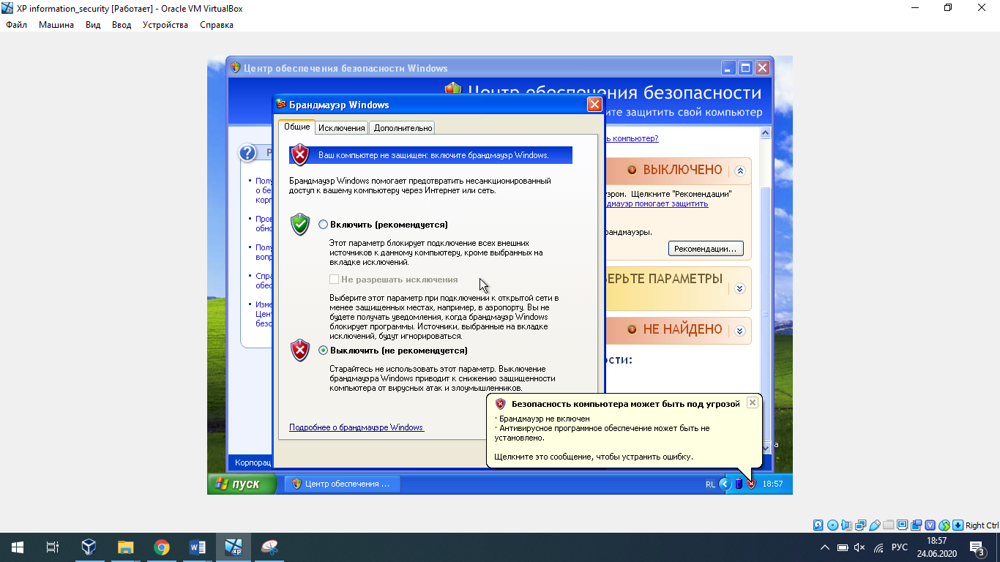 XP information_security [Работает] - Oracle VM VirtualBox
Файл Машина Вид Ввод Устройства Справка
Центр обеспечения безопасности Windows
Центр обеспечения безопасности
ите защитить свой компьютер
Брандмауэр Windows
Общие Исключения Дополнительно
Ваш компьютер не защищен: включите брандмауэр Windows.
Брандмауэр Windows помогает предотвратить несанкционированный
доступ к вашему компьютеру через Интернет или сеть.
Включить (рекомендуется)
Этот параметр блокирует подключение всех внешних
источников к данному компьютеру, кроме выбранных на
вкладке исключений.
Не разрешать исключения
Выберите этот параметр при подключении к открытой сети в
менее защищенных местах, например, в аэропорту. Вы не
будете получать уведомления, когда брандмауэр Windows
блокирует программы. Источники, выбранные на вкладке
исключений, будут игнорироваться.
Выключить (не рекомендуется)
Старайтесь не использовать этот параметр. Выключение
брандмауэра Windows приводит к снижению защищенности
компьютера от вирусных атак и злоумышленников.
Подробнее о брандмауэре Windows
Р
• Полу
о бе
корп
• Пров
обно
• Полу
вопр
• Спра
обес
• Изме
Цент
безо
Корпорац
ь компьютер?
ВЫКЛЮЧЕНО
уэром. Щелкните "Рекомендации"
дмауэр помогает защитить
рандмауэры.
Рекомендации...
ЕРЬТЕ ПАРАМЕТРЫ
НЕ НАЙДЕНО
ости:
Безопасность компьютера может быть под угрозой
· Брандмауэр не включен
· Антивирусное программное обеспечение может быть не
установлено.
Щелкните это сообщение, чтобы устранить ошибку.
а
пуск Центр обеспечения ... RL 18:57
Right Ctrl
W xp РУС 18:57
24.06.2020
3